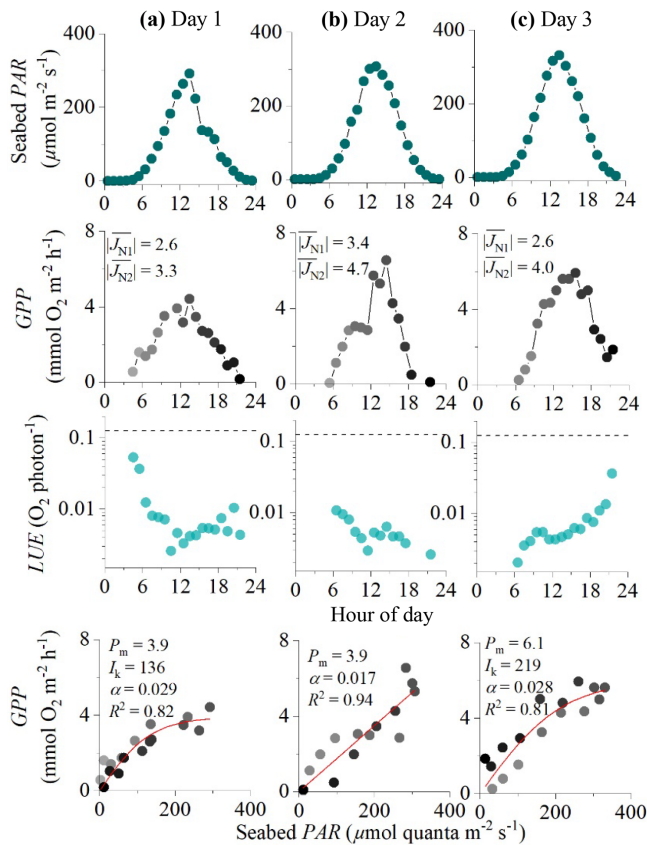 (a) Day 1 (b) Day 2 (c) Day 3
Seabed PAR
(μmol m⁻² s⁻¹)
400
200
0
0 6 12 18 24
400
200
0
0 6 12 18 24
400
200
0
0 6 12 18 24
GPP
(mmol O₂ m⁻² h⁻¹)
8
4
0
|J̅N1| = 2.6
|J̅N2| = 3.3
0 6 12 18 24
8
4
0
|J̅N1| = 3.4
|J̅N2| = 4.7
0 6 12 18 24
8
4
0
|J̅N1| = 2.6
|J̅N2| = 4.0
0 6 12 18 24
LUE (O₂ photon⁻¹)
0.1
0.01
0 6 12 18 24
0.1
0.01
0 6 12 18 24
0.1
0.01
0 6 12 18 24
Hour of day
GPP
(mmol O₂ m⁻² h⁻¹)
8
4
0
Pm = 3.9
Ik = 136
α = 0.029
R² = 0.82
0 200 400
8
4
0
Pm = 3.9
α = 0.017
R² = 0.94
0 200 400
8
4
0
Pm = 6.1
Ik = 219
α = 0.028
R² = 0.81
0 200 400
Seabed PAR (μmol quanta m⁻² s⁻¹)